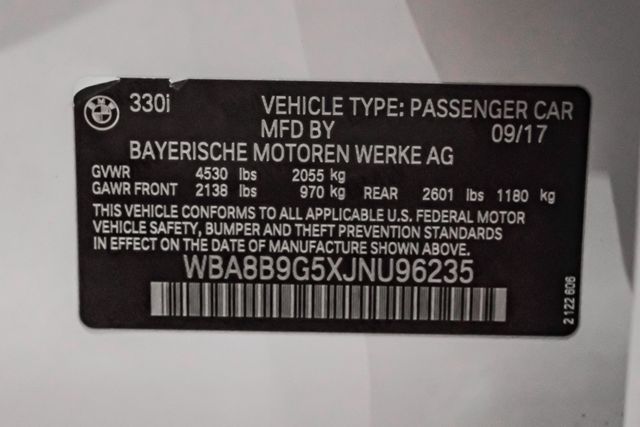 330i VEHICLE TYPE: PASSENGER CAR
MFD BY 09/17
BAYERISCHE MOTOREN WERKE AG
GVWR 4530 lbs 2055 kg
GAWR FRONT 2138 lbs 970 kg REAR 2601 lbs 1180 kg
THIS VEHICLE CONFORMS TO ALL APPLICABLE U.S. FEDERAL MOTOR
VEHICLE SAFETY, BUMPER AND THEFT PREVENTION STANDARDS
IN EFFECT ON THE DATE OF MANUFACTURE SHOWN ABOVE.
WBA8B9G5XJNU96235
2 122 606